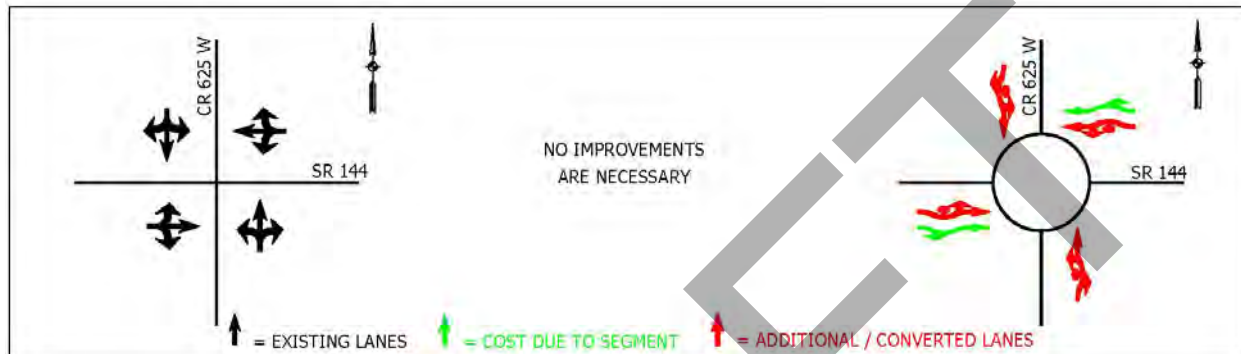 CR 625 W
SR 144
NO IMPROVEMENTS
ARE NECESSARY
CR 625 W
SR 144
= EXISTING LANES
= COST DUE TO SEGMENT
= ADDITIONAL / CONVERTED LANES